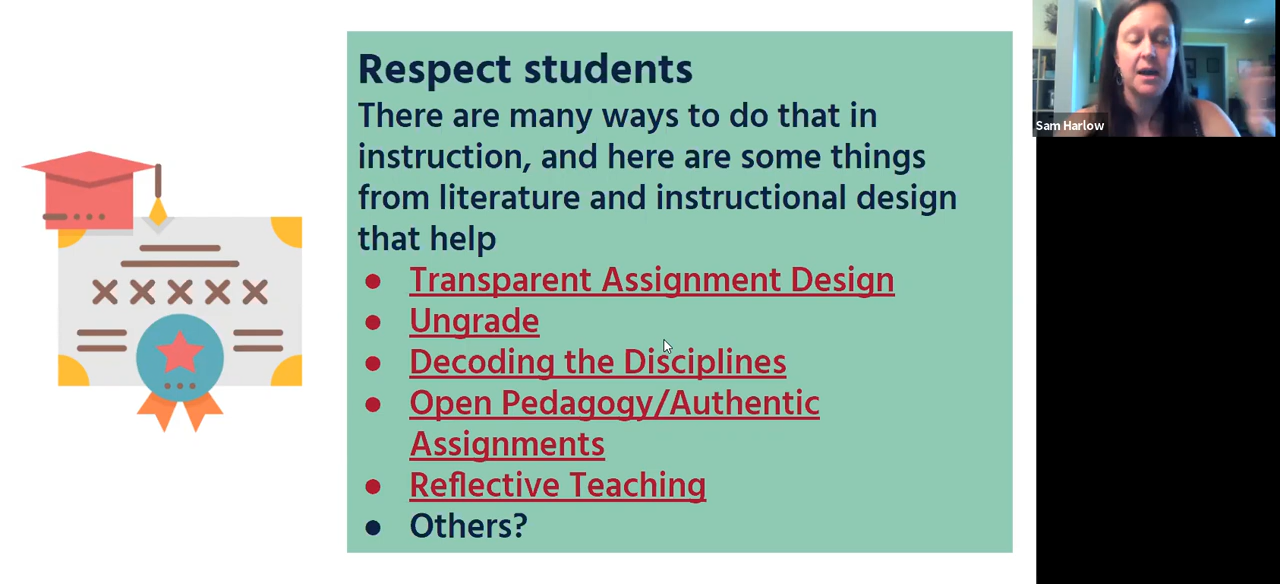 Respect students
There are many ways to do that in
instruction, and here are some things
from literature and instructional design
that help
● Transparent Assignment Design
● Ungrade
● Decoding the Disciplines
● Open Pedagogy/Authentic
Assignments
● Reflective Teaching
● Others?
Sam Harlow